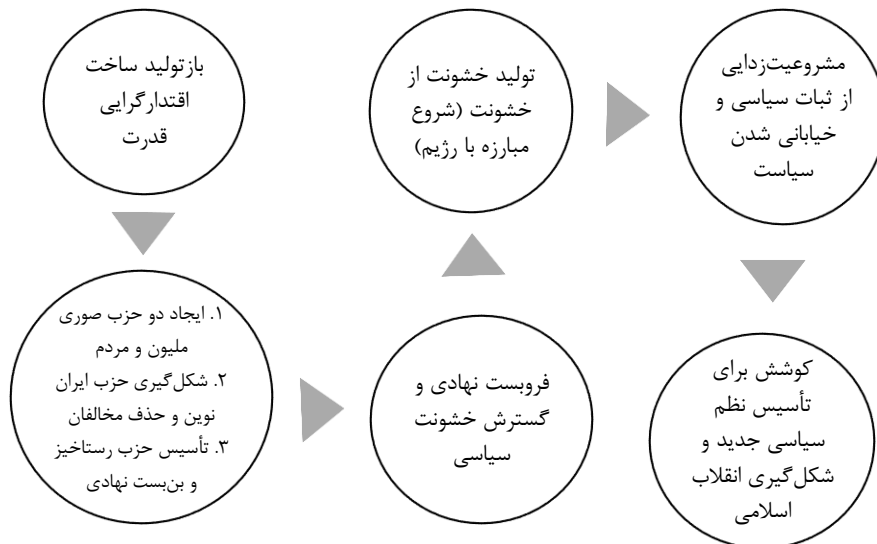 بازتولید ساخت
اقتدارگرایی
قدرت
۱. ایجاد دو حزب صوری
ملیون و مردم
۲. شکل‌گیری حزب ایران
نوین و حذف مخالفان
۳. تأسیس حزب رستاخیز
و بن‌بست نهادی
فروبست نهادی و
گسترش خشونت
سیاسی
تولید خشونت از
خشونت (شروع
مبارزه با رژیم)
مشروعیت‌زدایی
از ثبات سیاسی و
خیابانی شدن
سیاست
کوشش برای
تأسیس نظم
سیاسی جدید و
شکل‌گیری انقلاب
اسلامی